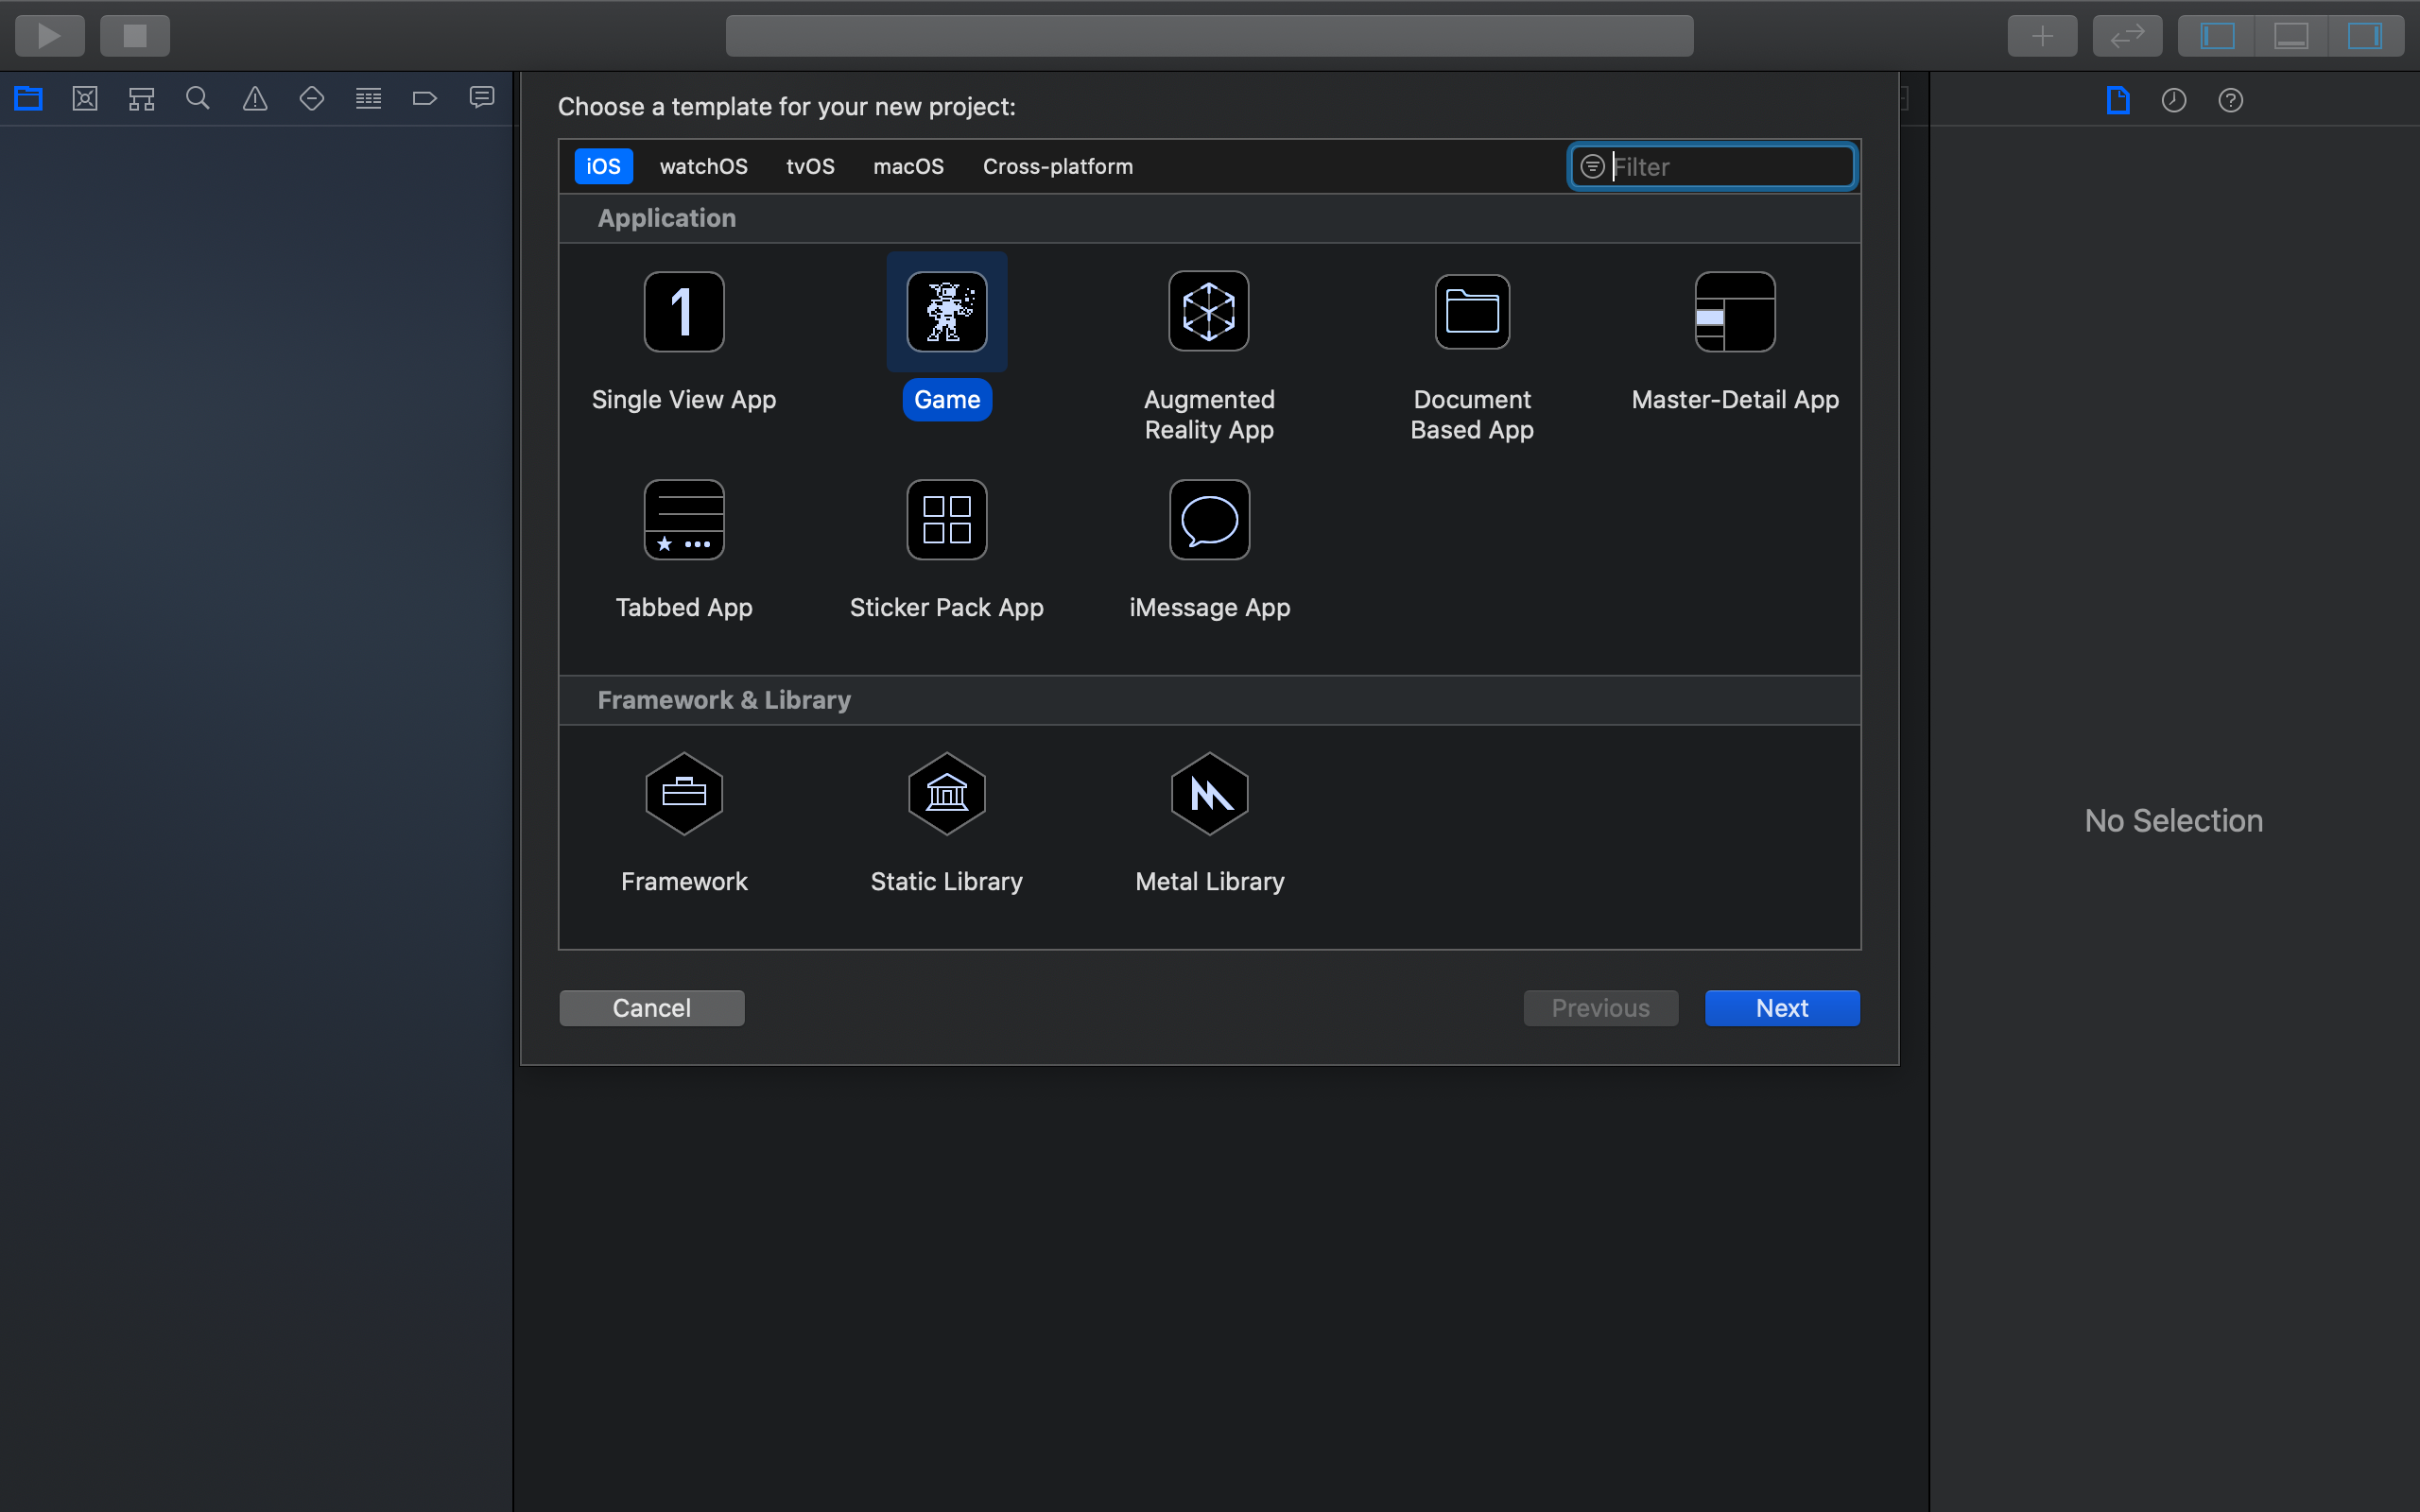 Choose a template for your new project:
iOS watchOS tvOS macOS Cross-platform Filter
Application
1
Single View App Game Augmented Reality App Document Based App Master-Detail App
Tabbed App Sticker Pack App iMessage App
Framework & Library
Framework Static Library Metal Library
No Selection
Cancel Previous Next